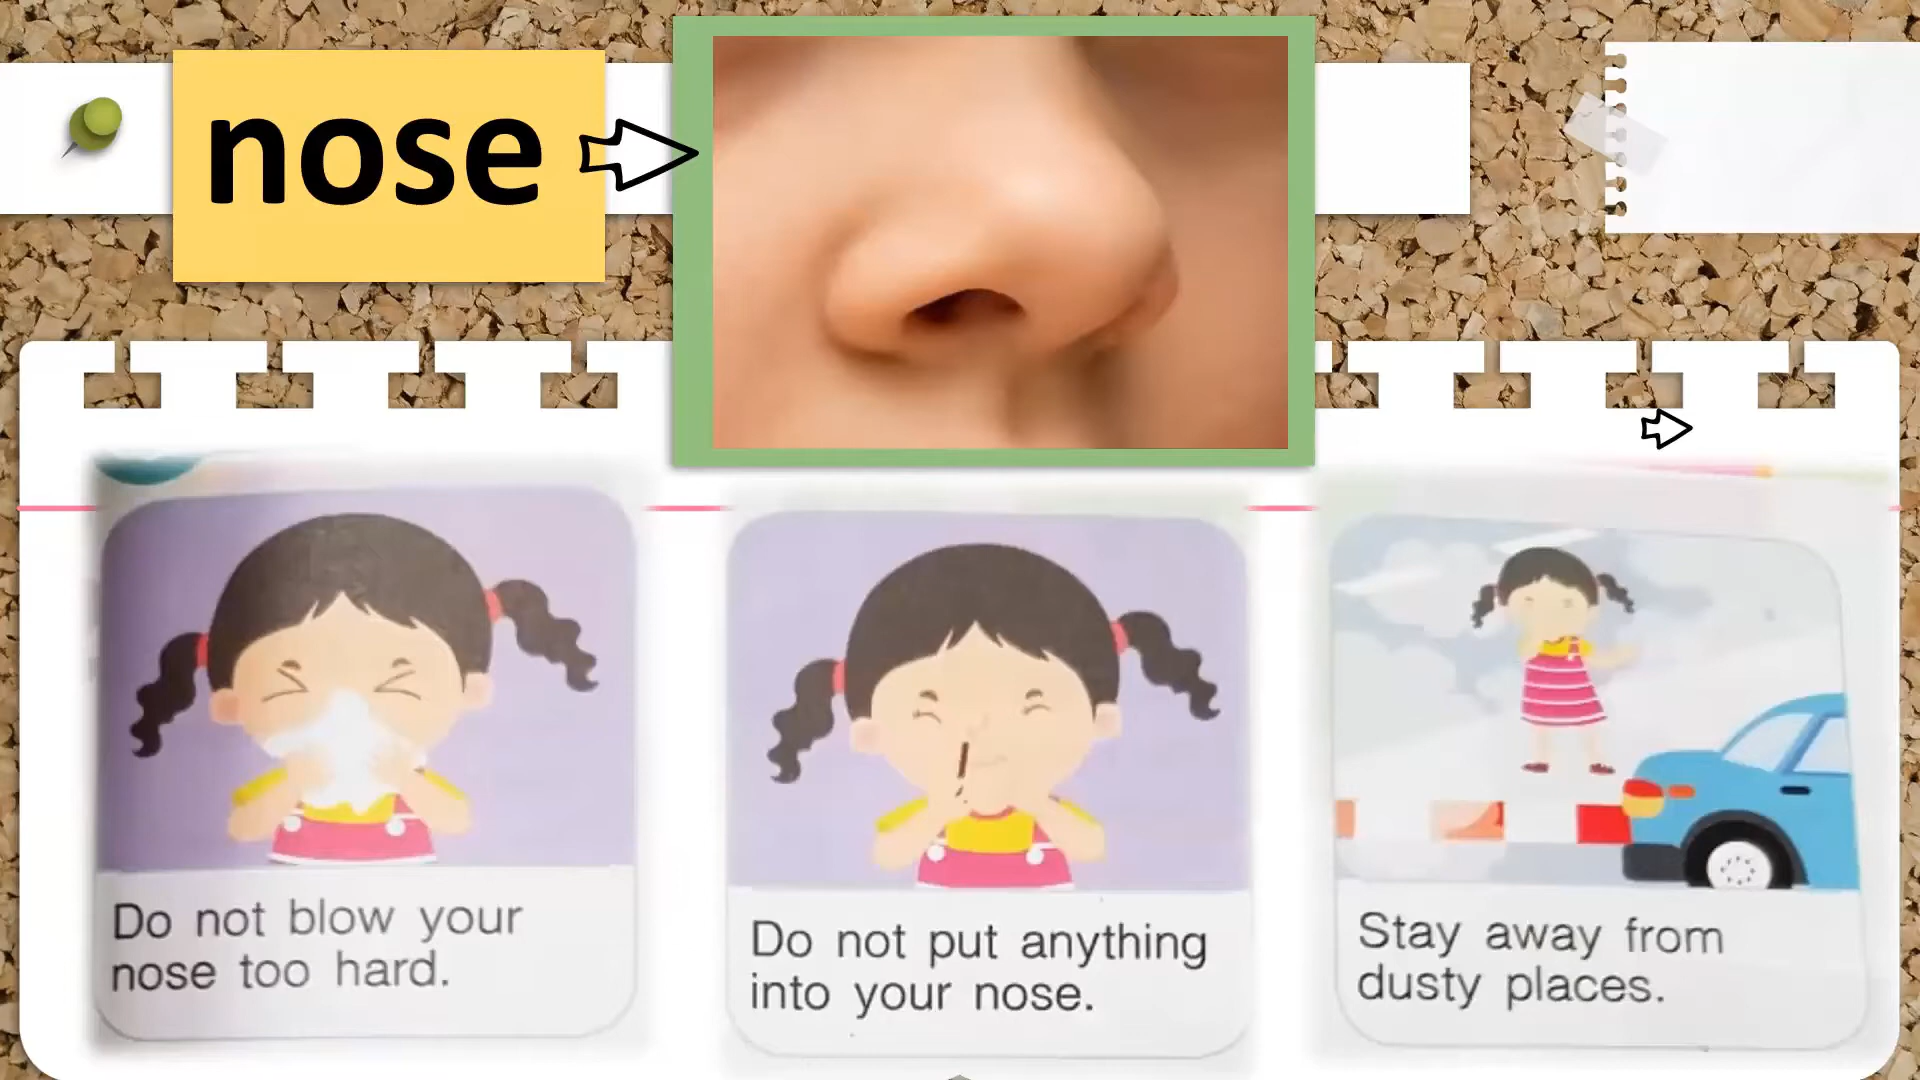 nose
Do not blow your
nose too hard.
Do not put anything
into your nose.
Stay away from
dusty places.